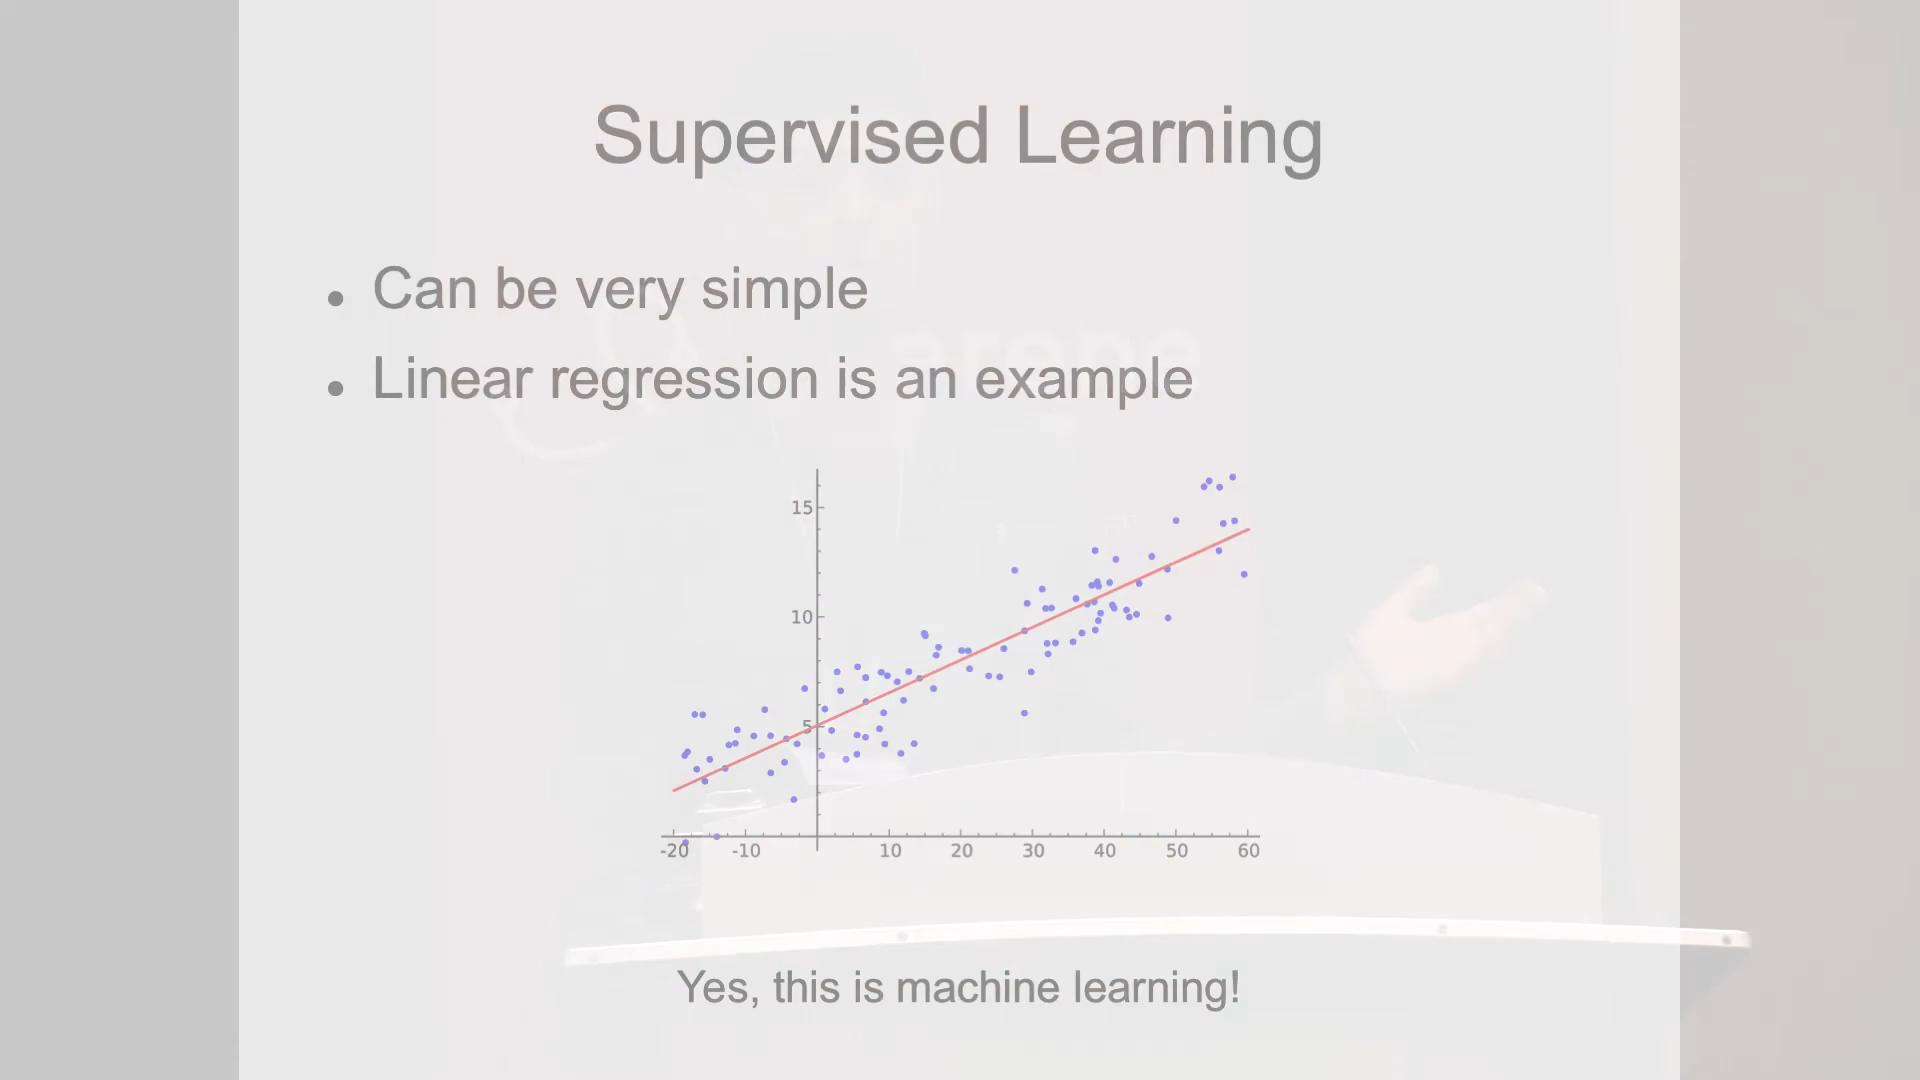 Supervised Learning
• Can be very simple
• Linear regression is an example
arena
15
10
5
-20 -10 10 20 30 40 50 60
Yes, this is machine learning!